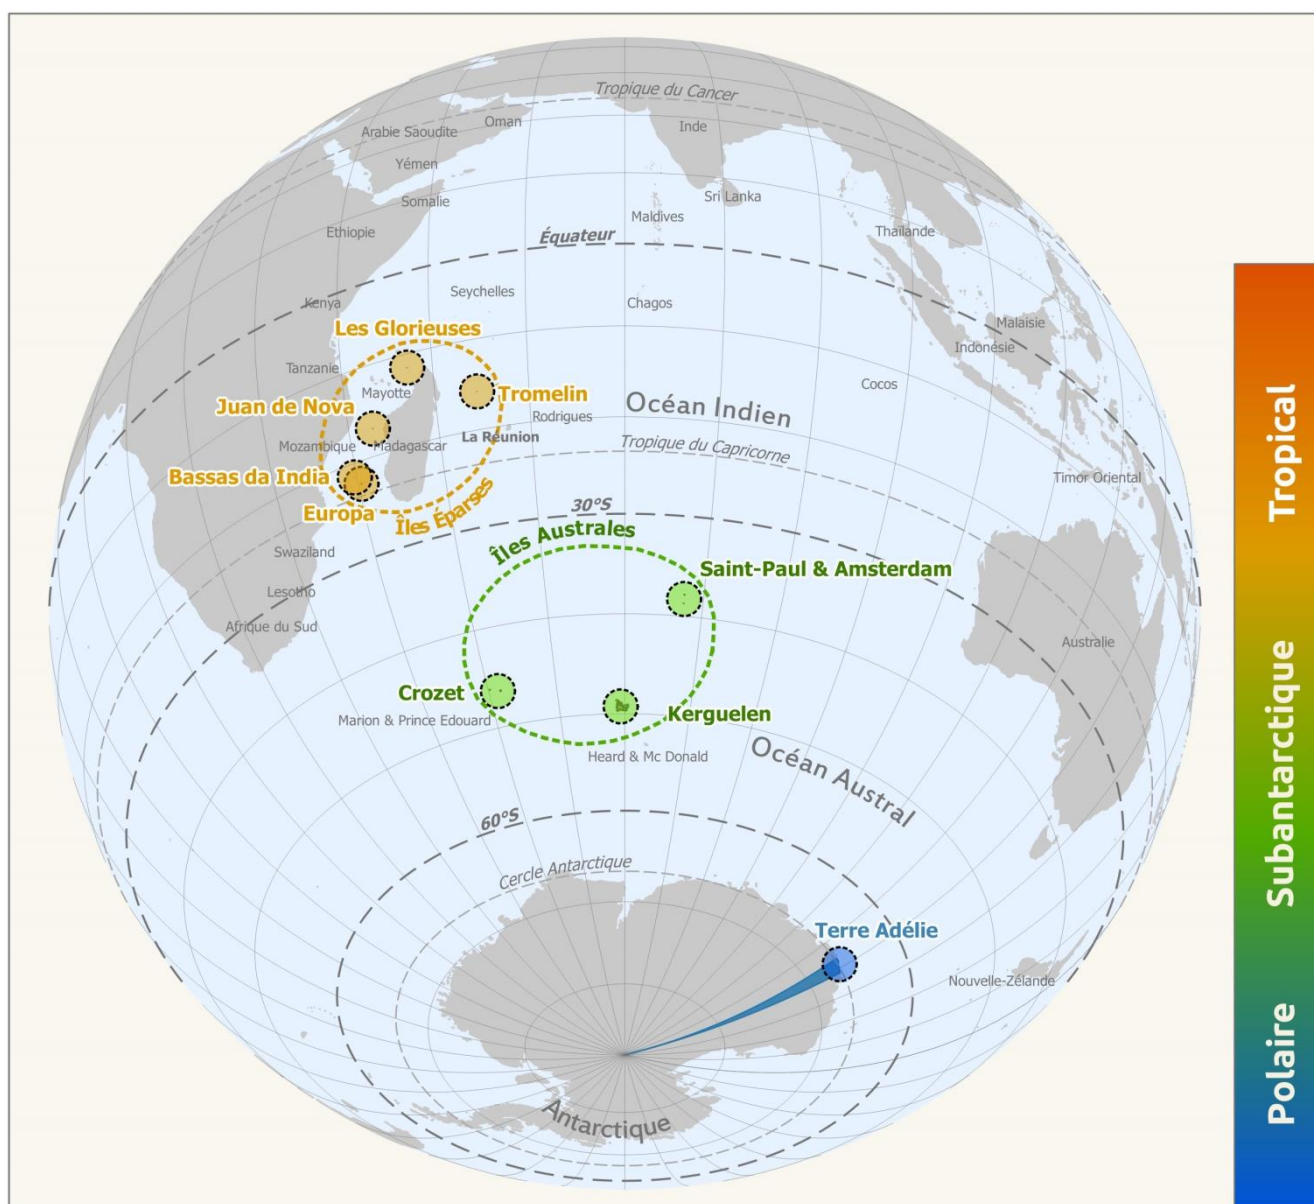 Tropique du Cancer
Oman
Arabie Saoudite
Inde
Yémen
Sri Lanka
Somalie
Maldives
Ethiopie
Thaïlande
Équateur
Seychelles
Kenya
Chagos
Les Glorieuses
Malaisie
Indonésie
Tanzanie
Mayotte
Tromelin
Cocos
Juan de Nova
Océan Indien
Rodrigues
La Réunion
Mozambique
Madagascar
Tropique du Capricorne
Bassas da India
Timor Oriental
Europa
Îles Éparses
30°S
Îles Australes
Swaziland
Saint-Paul & Amsterdam
Lesotho
Afrique du Sud
Australie
Crozet
Kerguelen
Marion & Prince Edouard
Heard & Mc Donald
Océan Austral
60°S
Cercle Antarctique
Terre Adélie
Nouvelle-Zélande
Antarctique
Tropical
Subantarctique
Polaire